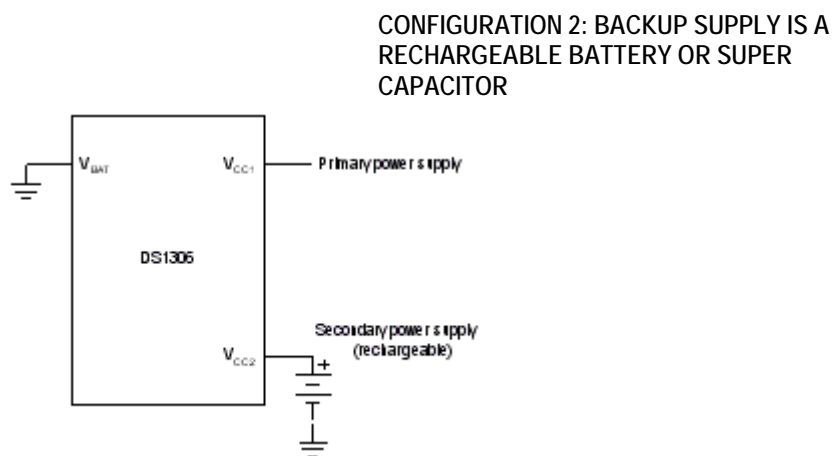 CONFIGURATION 2: BACKUP SUPPLY IS A
RECHARGEABLE BATTERY OR SUPER
CAPACITOR
VBAT
VCC1
Primary power supply
DS1306
Secondary power supply
(rechargeable)
VCC2
+